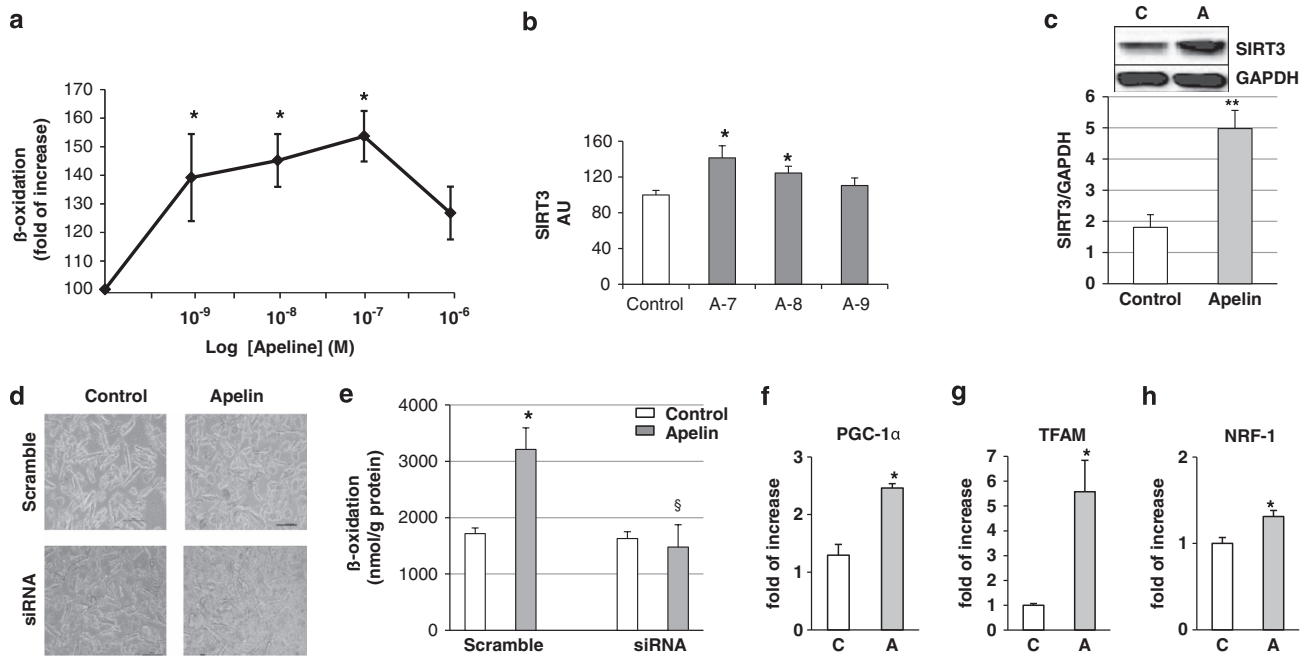 a
170
160
150
140
130
120
110
100
ß-oxidation
(fold of increase)
* * *
10-9 10-8 10-7 10-6
Log [Apeline] (M)
b
160
120
80
40
0
SIRT3
AU
* *
Control A-7 A-8 A-9
c
C A
SIRT3
GAPDH
6
5
4
3
2
1
0
SIRT3/GAPDH
**
Control Apelin
d
Control Apelin
Scramble
siRNA
e
4000
3000
2000
1000
0
ß-oxidation
(nmol/g protein)
Control
Apelin
*
§
Scramble siRNA
f
PGC-1α
3
2
1
0
fold of increase
*
C A
g
TFAM
7
6
5
4
3
2
1
0
fold of increase
*
C A
h
NRF-1
2
1
0
fold of increase
*
C A